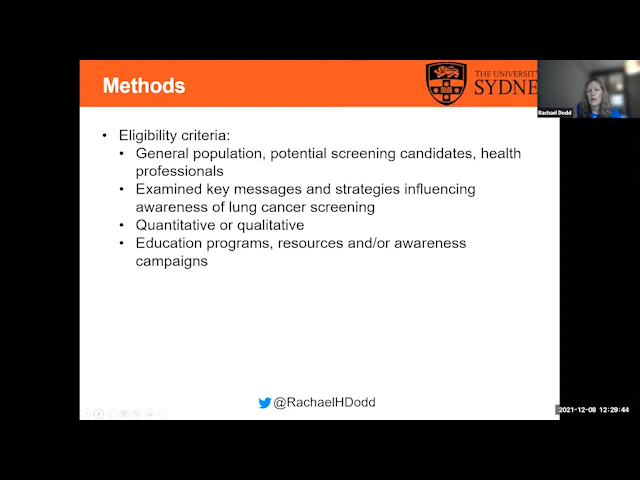 Methods
THE UNIVERSITY
SYDNE
Rachael Dodd
• Eligibility criteria:
• General population, potential screening candidates, health
professionals
• Examined key messages and strategies influencing
awareness of lung cancer screening
• Quantitative or qualitative
• Education programs, resources and/or awareness
campaigns
@RachaelHDodd
2021-12-08 12:29:44